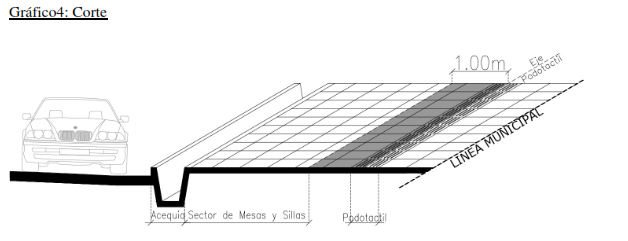 Gráfico4: Corte
1.00m
Eje
Podotactil
LINEA MUNICIPAL
Acequia
Sector de Mesas y Sillas
Podotactil